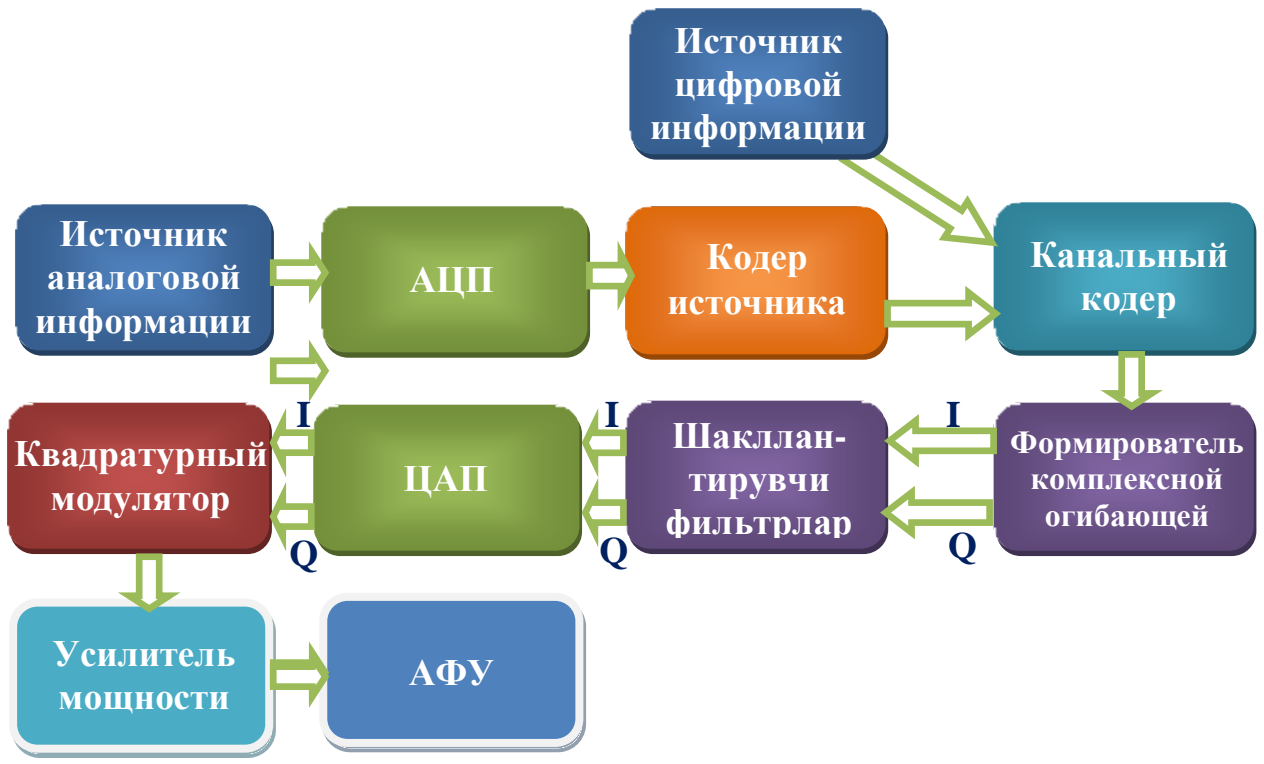 Источник
цифровой
информации
Источник
аналоговой
информации
АЦП
Кодер
источника
Канальный
кодер
I
I
I
Квадратурный
модулятор
ЦАП
Шакллан-
тирувчи
фильтрлар
Формирователь
комплексной
огибающей
Q
Q
Q
Усилитель
мощности
АФУ